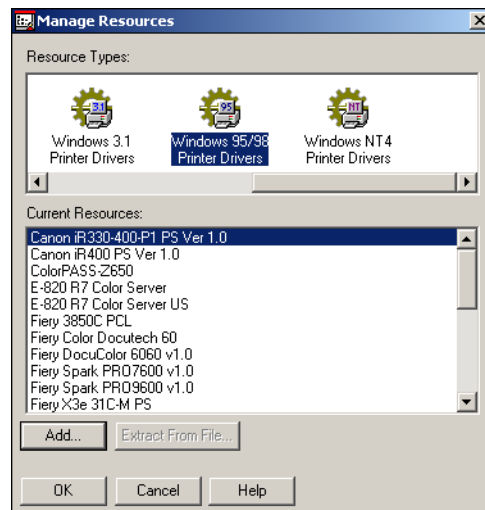 Manage Resources
Resource Types:
3.1
95
NT
Windows 3.1
Printer Drivers
Windows 95/98
Printer Drivers
Windows NT4
Printer Drivers
Current Resources:
Canon iR330-400-P1 PS Ver 1.0
Canon iR400 PS Ver 1.0
ColorPASS-Z650
E-820 R7 Color Server
E-820 R7 Color Server US
Fiery 3850C PCL
Fiery Color Docutech 60
Fiery DocuColor 6060 v1.0
Fiery Spark PRO7600 v1.0
Fiery Spark PRO9600 v1.0
Fiery X3e 31C-M PS
Add...
Extract From File...
OK
Cancel
Help